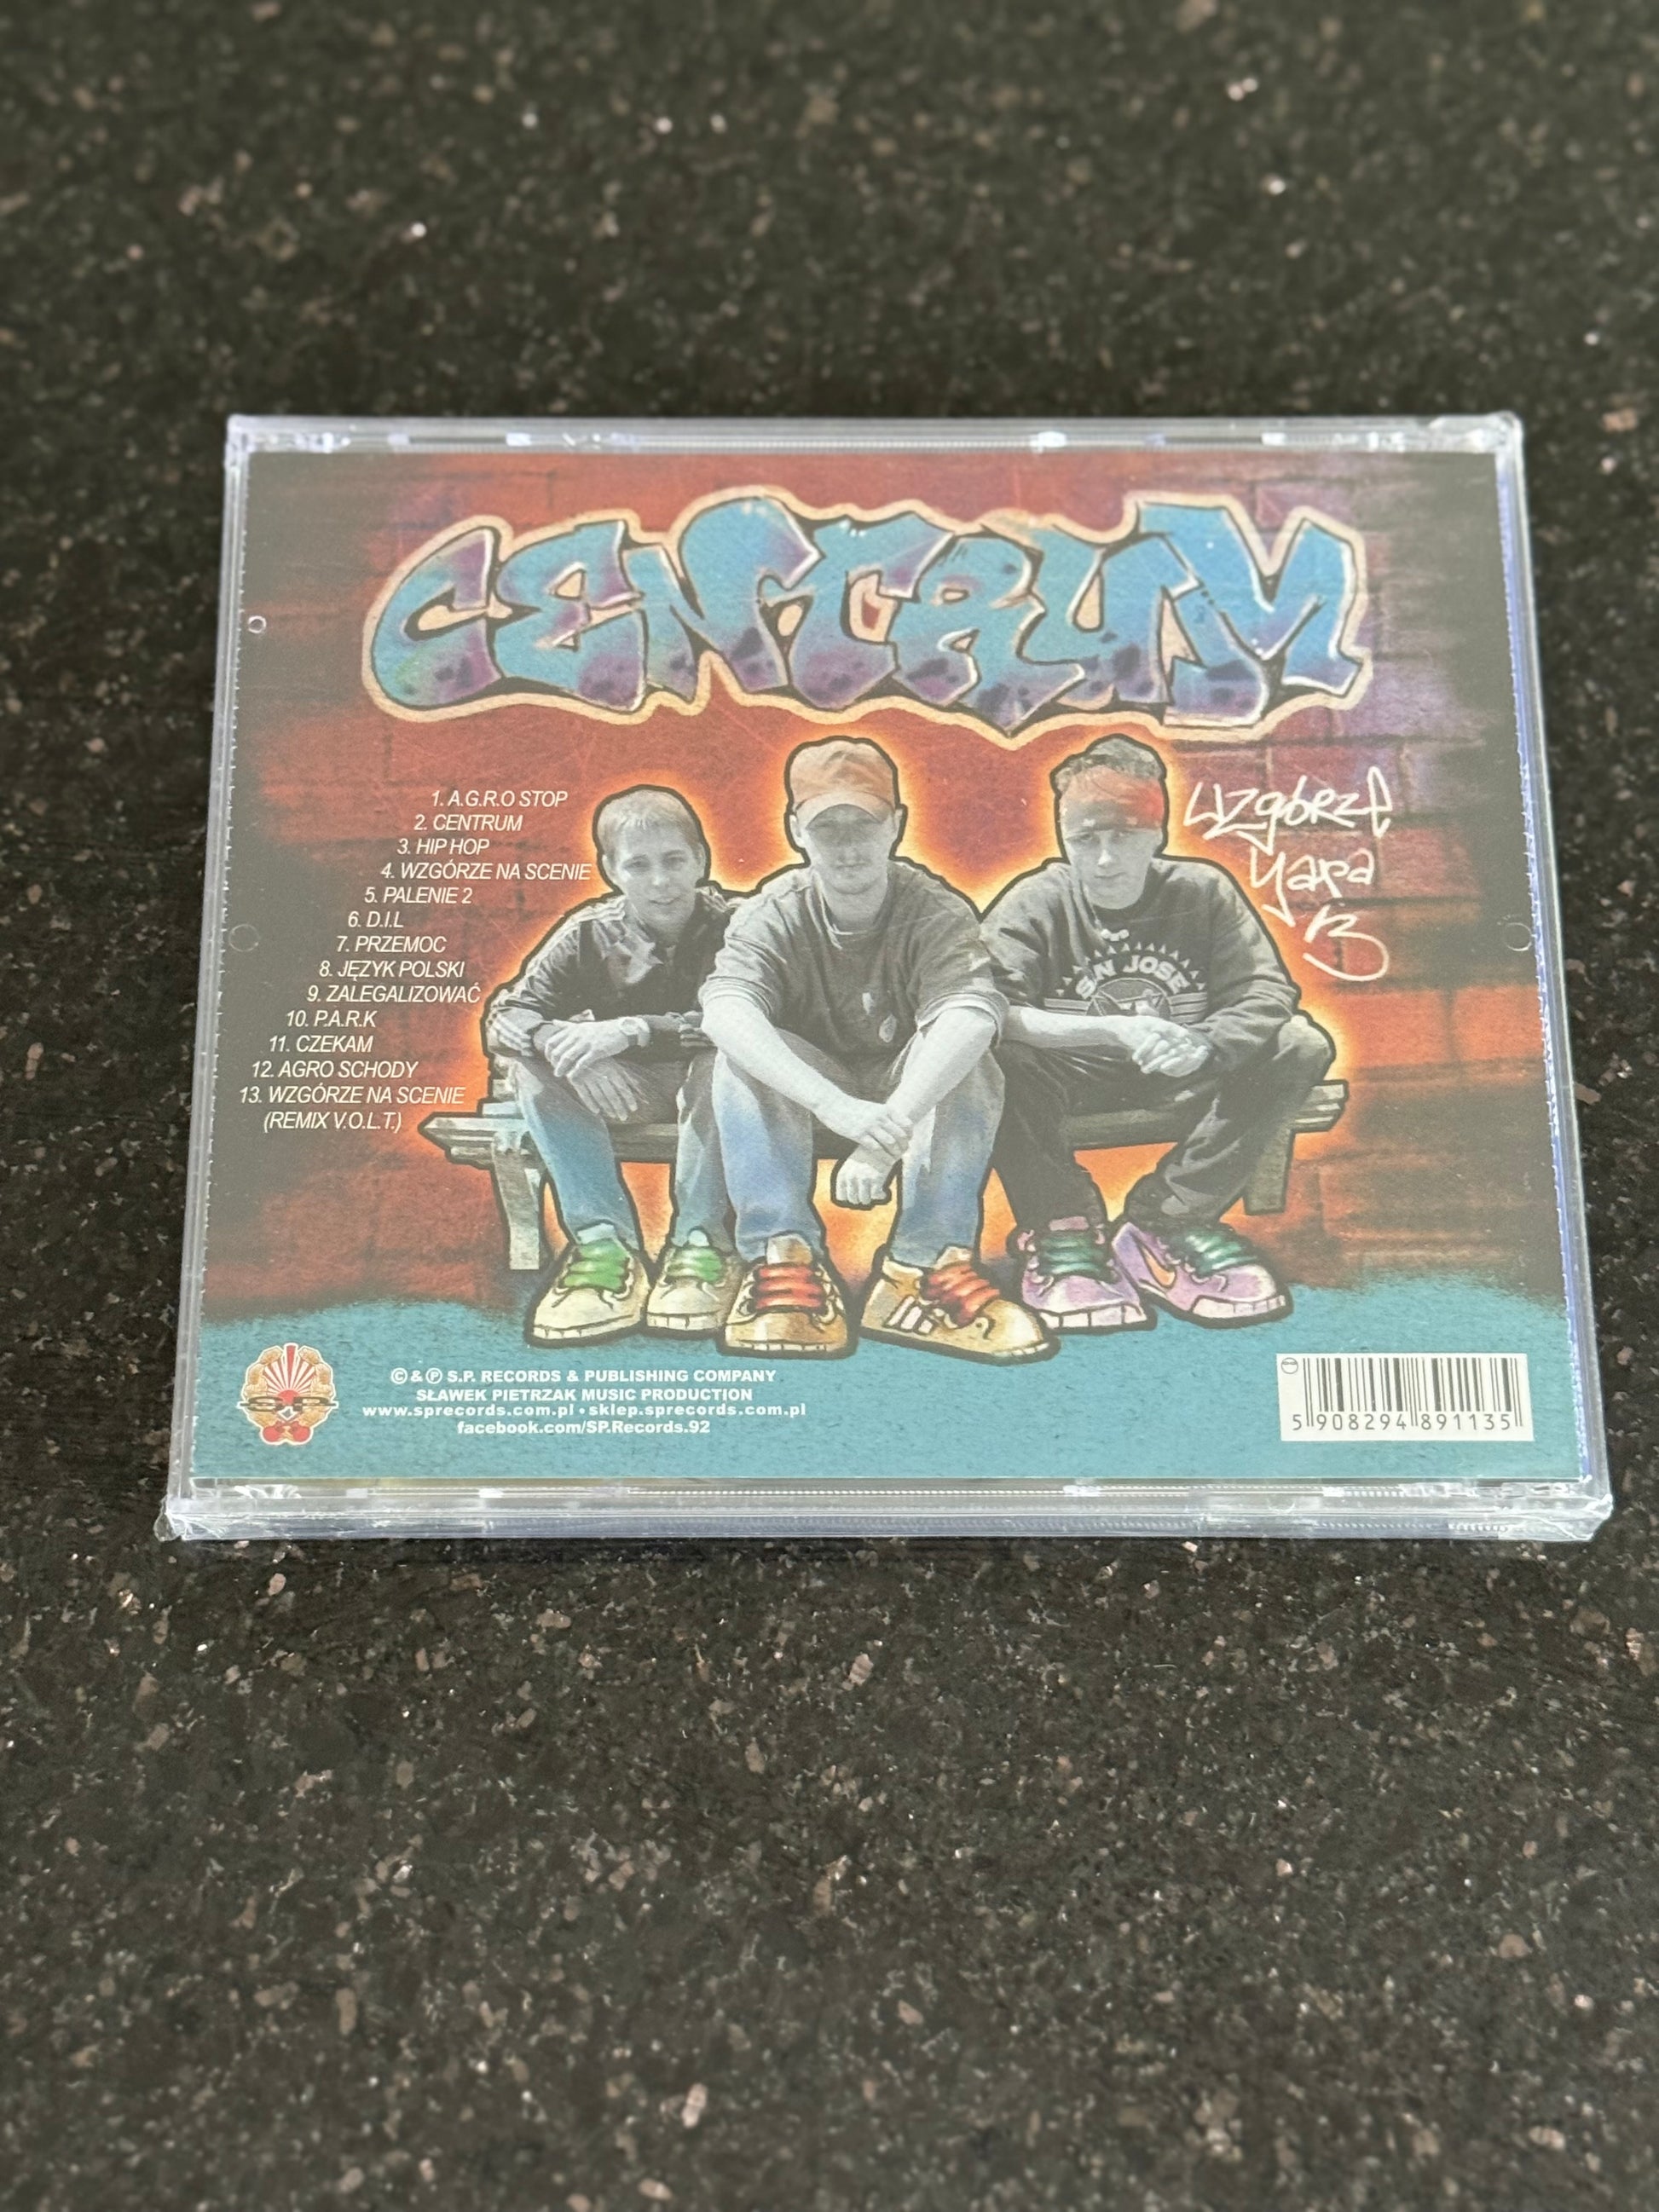 CENTRUM
1. A.G.R.O STOP
2. CENTRUM
3. HIP HOP
4. WZGÓRZE NA SCENIE
5. PALENIE 2
6. D.I.L
7. PRZEMOC
8. JĘZYK POLSKI
9. ZALEGALIZOWAĆ
10. P.A.R.K
11. CZEKAM
12. AGRO SCHODY
13. WZGÓRZE NA SCENIE
(REMIX V.O.L.T.)
Wzgórze
Yapa
3
SAN JOSE
S.P.
© & ℗ S.P. RECORDS & PUBLISHING COMPANY
SŁAWEK PIETRZAK MUSIC PRODUCTION
www.sprecords.com.pl • sklep.sprecords.com.pl
facebook.com/SP.Records.92
5 908294 891135